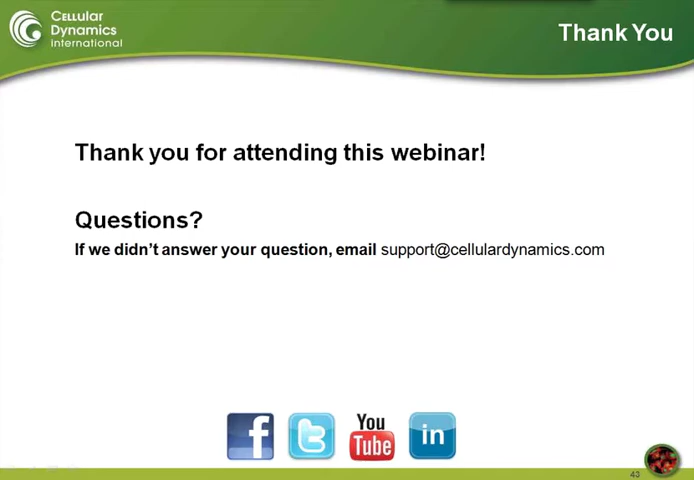 Cellular
Dynamics
International
Thank You
Thank you for attending this webinar!
Questions?
If we didn't answer your question, email support@cellulardynamics.com
f
t
You
Tube
in
43